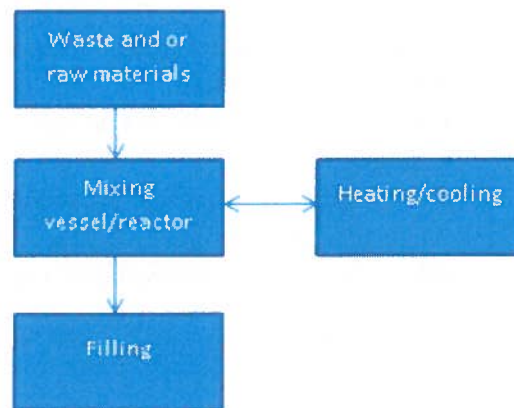 Waste and or
raw materials
Mixing
vessel/reactor
Heating/cooling
Filling